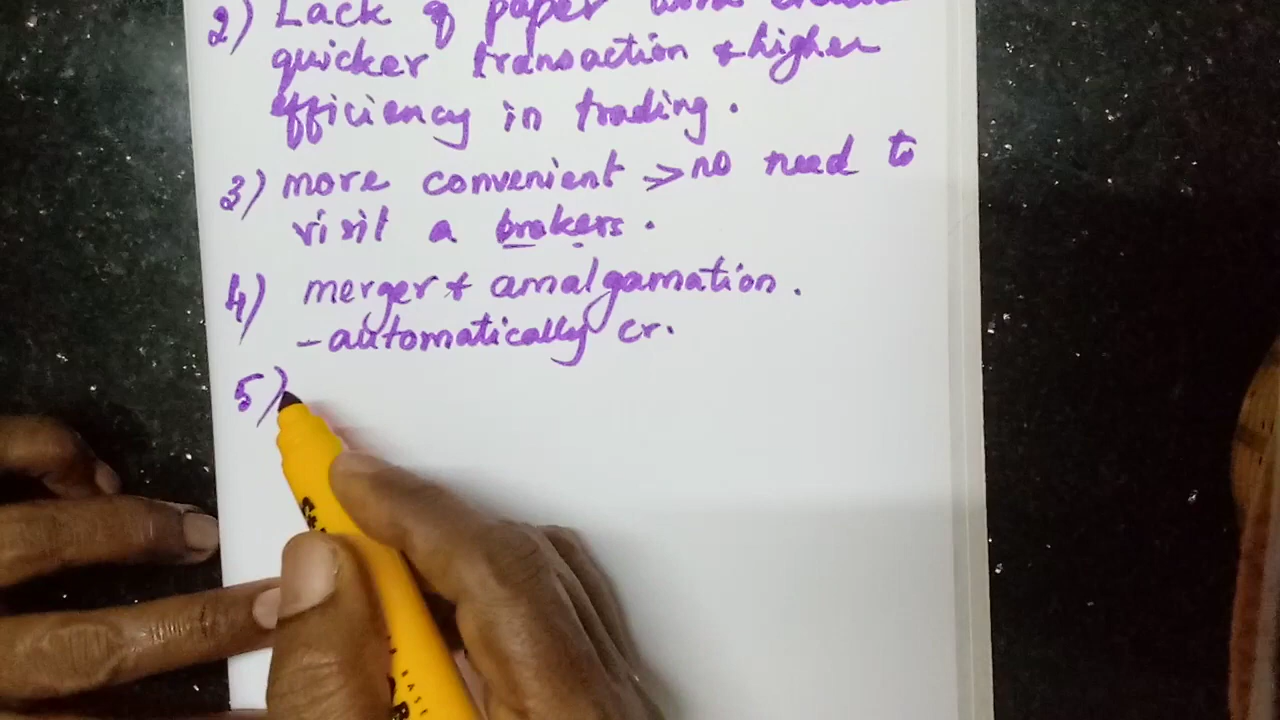 2) Lack of paper work
quicker transaction & higher
efficiency in trading.
3) more convenient > no need to
visit a brokers.
4) merger & amalgamation.
- automatically cr.
5)